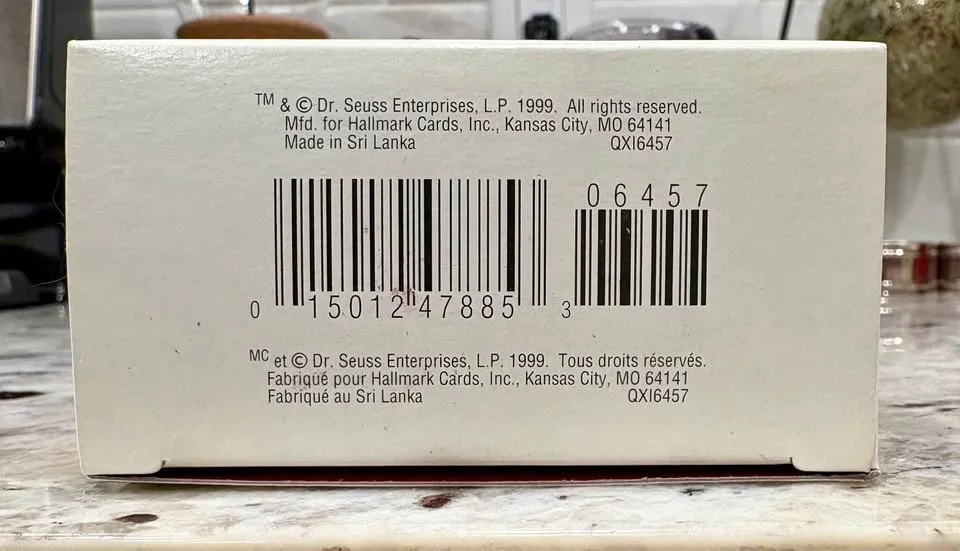 TM & © Dr. Seuss Enterprises, L.P. 1999. All rights reserved.
Mfd. for Hallmark Cards, Inc., Kansas City, MO 64141
Made in Sri Lanka QXI6457
06457
0 15012 47885 3
MC et © Dr. Seuss Enterprises, L.P. 1999. Tous droits réservés.
Fabriqué pour Hallmark Cards, Inc., Kansas City, MO 64141
Fabriqué au Sri Lanka QXI6457